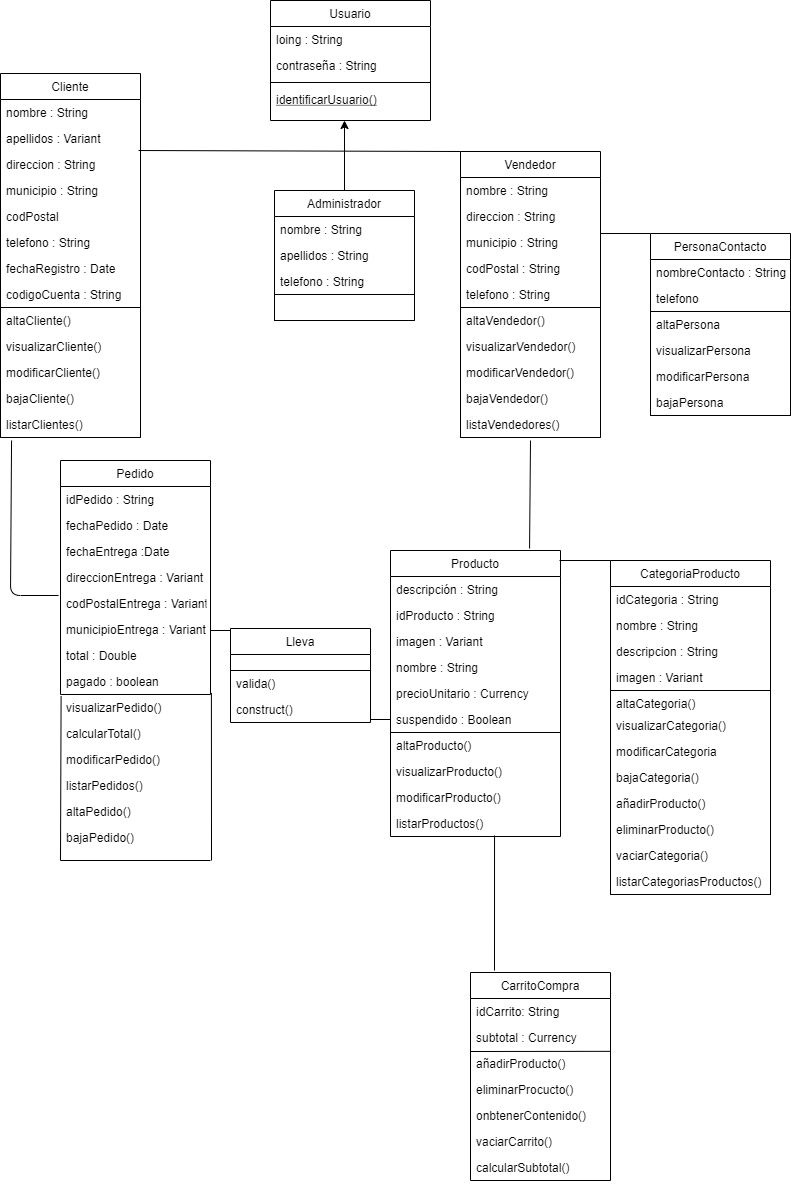 Usuario
loing : String
contraseña : String
identificarUsuario()
Cliente
nombre : String
apellidos : Variant
direccion : String
municipio : String
codPostal
telefono : String
fechaRegistro : Date
codigoCuenta : String
altaCliente()
visualizarCliente()
modificarCliente()
bajaCliente()
listarClientes()
Administrador
nombre : String
apellidos : String
telefono : String
Vendedor
nombre : String
direccion : String
municipio : String
codPostal : String
telefono : String
altaVendedor()
visualizarVendedor()
modificarVendedor()
bajaVendedor()
listaVendedores()
PersonaContacto
nombreContacto : String
telefono
altaPersona
visualizarPersona
modificarPersona
bajaPersona
Pedido
idPedido : String
fechaPedido : Date
fechaEntrega :Date
direccionEntrega : Variant
codPostalEntrega : Variant
municipioEntrega : Variant
total : Double
pagado : boolean
visualizarPedido()
calcularTotal()
modificarPedido()
listarPedidos()
altaPedido()
bajaPedido()
Lleva
valida()
construct()
Producto
descripción : String
idProducto : String
imagen : Variant
nombre : String
precioUnitario : Currency
suspendido : Boolean
altaProducto()
visualizarProducto()
modificarProducto()
listarProductos()
CategoriaProducto
idCategoria : String
nombre : String
descripcion : String
imagen : Variant
altaCategoria()
visualizarCategoria()
modificarCategoria
bajaCategoria()
añadirProducto()
eliminarProducto()
vaciarCategoria()
listarCategoriasProductos()
CarritoCompra
idCarrito: String
subtotal : Currency
añadirProducto()
eliminarProcucto()
onbtenerContenido()
vaciarCarrito()
calcularSubtotal()